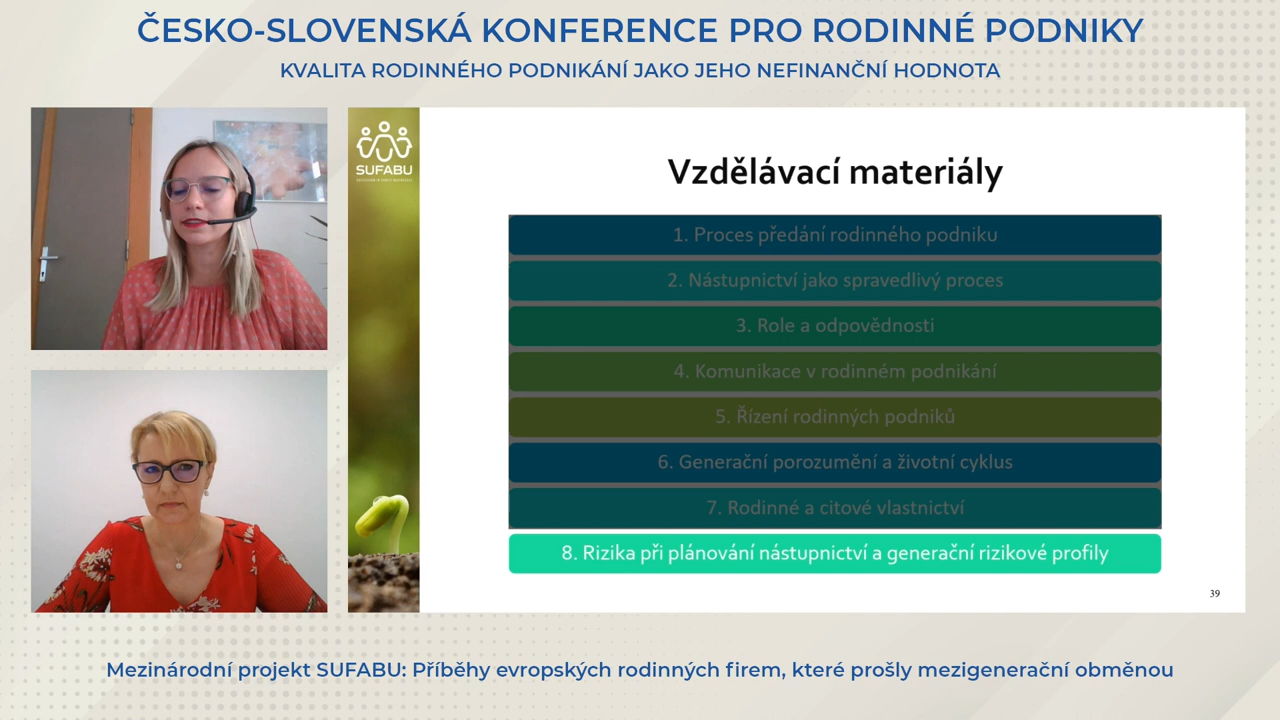 ČESKO-SLOVENSKÁ KONFERENCE PRO RODINNÉ PODNIKY
KVALITA RODINNÉHO PODNIKÁNÍ JAKO JEHO NEFINANČNÍ HODNOTA
SUFABU
Vzdělávací materiály
1. Proces předání rodinného podniku
2. Nástupnictví jako spravedlivý proces
3. Role a odpovědnosti
4. Komunikace v rodinném podnikání
5. Řízení rodinných podniků
6. Generační porozumění a životní cyklus
7. Rodinné a citové vlastnictví
8. Rizika při plánování nástupnictví a generační rizikové profily
39
Mezinárodní projekt SUFABU: Příběhy evropských rodinných firem, které prošly mezigenerační obměnou